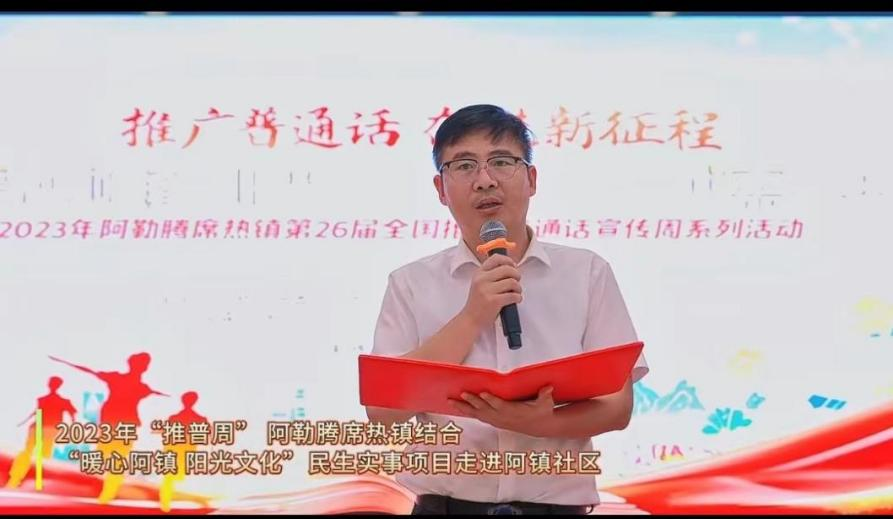 推广普通话 新征程
2023年阿勒腾席热镇第26届全国推 通话宣传周系列活动
2023年“推普周” 阿勒腾席热镇结合
“暖心阿镇 阳光文化”民生实事项目走进阿镇社区